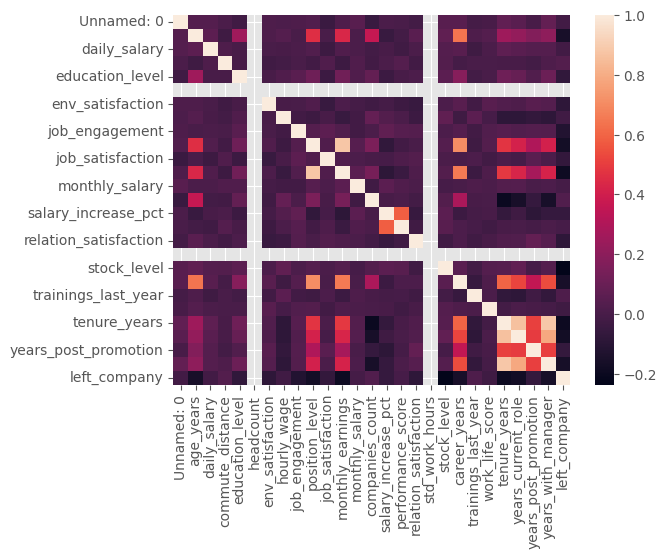 Unnamed: 0
daily_salary
education_level
env_satisfaction
job_engagement
job_satisfaction
monthly_salary
salary_increase_pct
relation_satisfaction
stock_level
trainings_last_year
tenure_years
years_post_promotion
left_company
Unnamed: 0
age_years
daily_salary
commute_distance
education_level
headcount
env_satisfaction
hourly_wage
job_engagement
position_level
job_satisfaction
monthly_earnings
monthly_salary
companies_count
salary_increase_pct
performance_score
relation_satisfaction
std_work_hours
stock_level
career_years
trainings_last_year
work_life_score
tenure_years
years_current_role
years_post_promotion
years_with_manager
left_company
1.0
0.8
0.6
0.4
0.2
0.0
−0.2